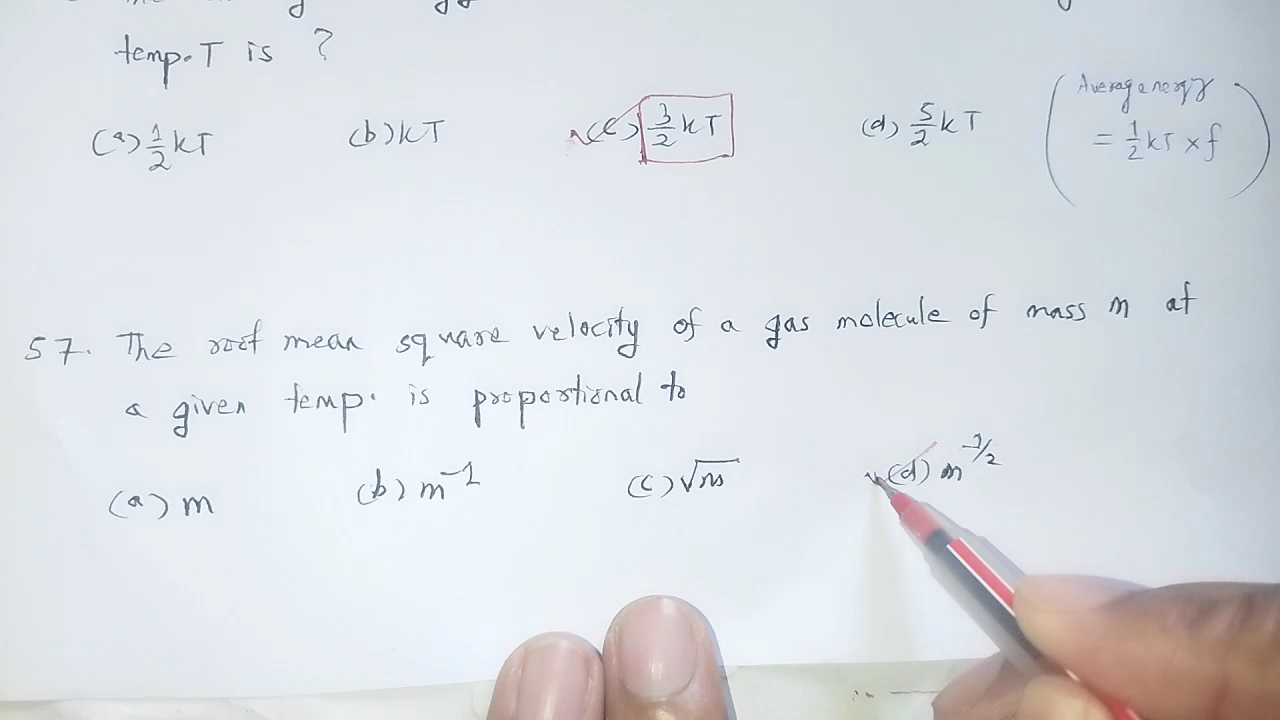 temp. T is ?
(a) 1/2 kT (b) kT (c) 3/2 kT (d) 5/2 kT (Average energy = 1/2 kT × f)
57. The root mean square velocity of a gas molecule of mass m at
a given temp. is proportional to
(a) m (b) m⁻¹ (c) √m (d) m^-1/2